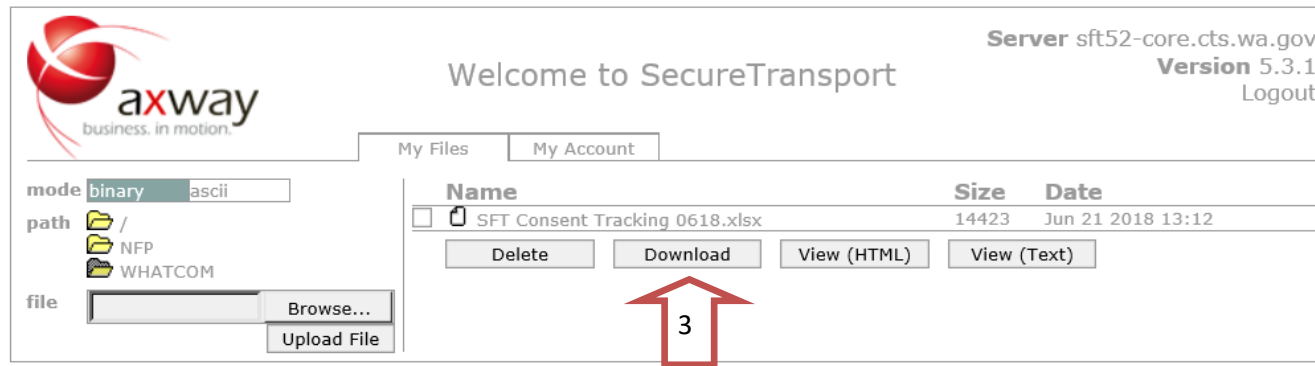 axway
business. in motion.
Welcome to SecureTransport
Server sft52-core.cts.wa.gov
Version 5.3.1
Logout
My Files My Account
mode binary ascii
path /
NFP
WHATCOM
file Browse...
Upload File
Name Size Date
SFT Consent Tracking 0618.xlsx 14423 Jun 21 2018 13:12
Delete Download View (HTML) View (Text)
3